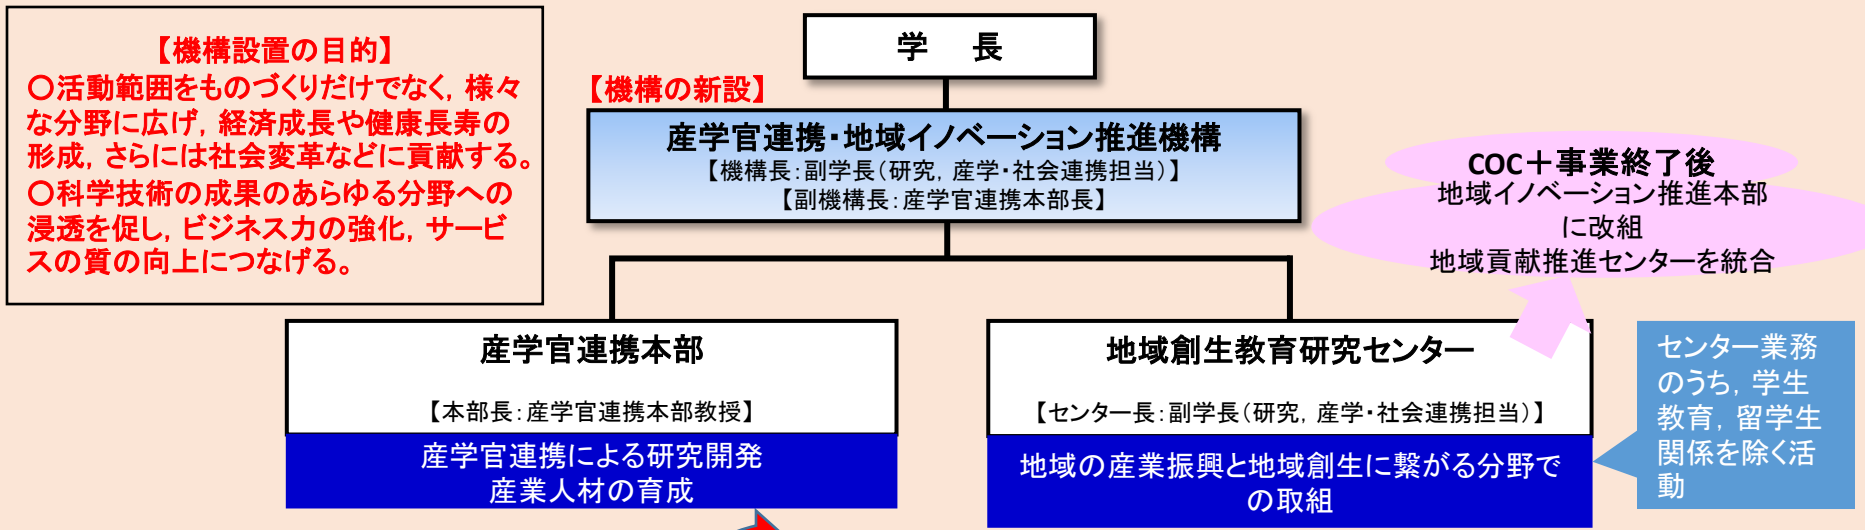 【機構設置の目的】
○活動範囲をものづくりだけでなく，様々
な分野に広げ，経済成長や健康長寿の
形成，さらには社会変革などに貢献する。
○科学技術の成果のあらゆる分野への
浸透を促し，ビジネス力の強化，サービ
スの質の向上につなげる。
学　長
【機構の新設】
産学官連携・地域イノベーション推進機構
【機構長：副学長（研究，産学・社会連携担当）】
【副機構長：産学官連携本部長】
COC＋事業終了後
地域イノベーション推進本部
に改組
地域貢献推進センターを統合
産学官連携本部
【本部長：産学官連携本部教授】
産学官連携による研究開発
産業人材の育成
地域創生教育研究センター
【センター長：副学長（研究，産学・社会連携担当）】
地域の産業振興と地域創生に繋がる分野で
の取組
センター業務
のうち，学生
教育，留学生
関係を除く活
動